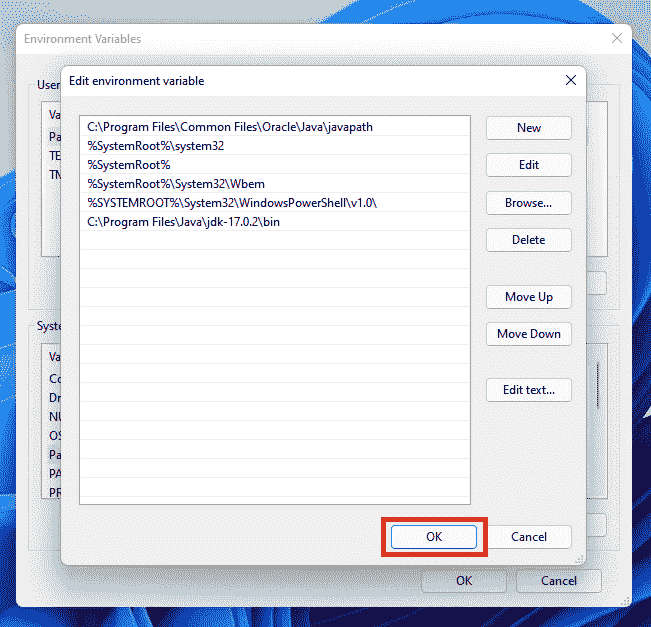 Environment Variables
User
Edit environment variable
Va
Pa
TE
TM
C:\Program Files\Common Files\Oracle\Java\javapath
%SystemRoot%\system32
%SystemRoot%
%SystemRoot%\System32\Wbem
%SYSTEMROOT%\System32\WindowsPowerShell\v1.0\
C:\Program Files\Java\jdk-17.0.2\bin
New
Edit
Browse...
Delete
Move Up
Move Down
Edit text...
Syste
Va
Co
Dr
NU
OS
Pa
PA
PR
OK
Cancel
OK
Cancel